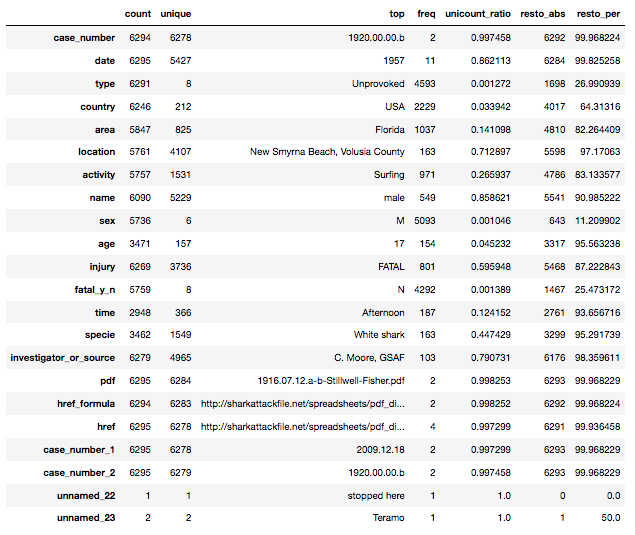 count unique top freq unicount_ratio resto_abs resto_per
case_number 6294 6278 1920.00.00.b 2 0.997458 6292 99.968224
date 6295 5427 1957 11 0.862113 6284 99.825258
type 6291 8 Unprovoked 4593 0.001272 1698 26.990939
country 6246 212 USA 2229 0.033942 4017 64.31316
area 5847 825 Florida 1037 0.141098 4810 82.264409
location 5761 4107 New Smyrna Beach, Volusia County 163 0.712897 5598 97.17063
activity 5757 1531 Surfing 971 0.265937 4786 83.133577
name 6090 5229 male 549 0.858621 5541 90.985222
sex 5736 6 M 5093 0.001046 643 11.209902
age 3471 157 17 154 0.045232 3317 95.563238
injury 6269 3736 FATAL 801 0.595948 5468 87.222843
fatal_y_n 5759 8 N 4292 0.001389 1467 25.473172
time 2948 366 Afternoon 187 0.124152 2761 93.656716
specie 3462 1549 White shark 163 0.447429 3299 95.291739
investigator_or_source 6279 4965 C. Moore, GSAF 103 0.790731 6176 98.359611
pdf 6295 6284 1916.07.12.a-b-Stillwell-Fisher.pdf 2 0.998253 6293 99.968229
href_formula 6294 6283 http://sharkattackfile.net/spreadsheets/pdf_di... 2 0.998252 6292 99.968224
href 6295 6278 http://sharkattackfile.net/spreadsheets/pdf_di... 4 0.997299 6291 99.936458
case_number_1 6295 6278 2009.12.18 2 0.997299 6293 99.968229
case_number_2 6295 6279 1920.00.00.b 2 0.997458 6293 99.968229
unnamed_22 1 1 stopped here 1 1.0 0 0.0
unnamed_23 2 2 Teramo 1 1.0 1 50.0